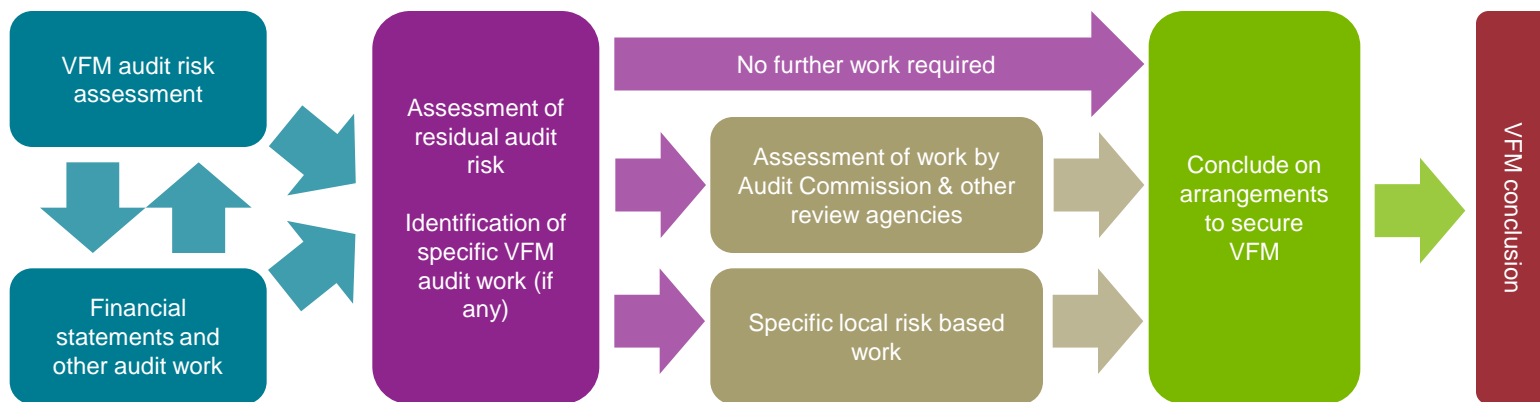 VFM audit risk
assessment
Financial
statements and
other audit work
Assessment of
residual audit
risk
Identification of
specific VFM
audit work (if
any)
No further work required
Assessment of work by
Audit Commission & other
review agencies
Specific local risk based
work
Conclude on
arrangements
to secure
VFM
VFM conclusion